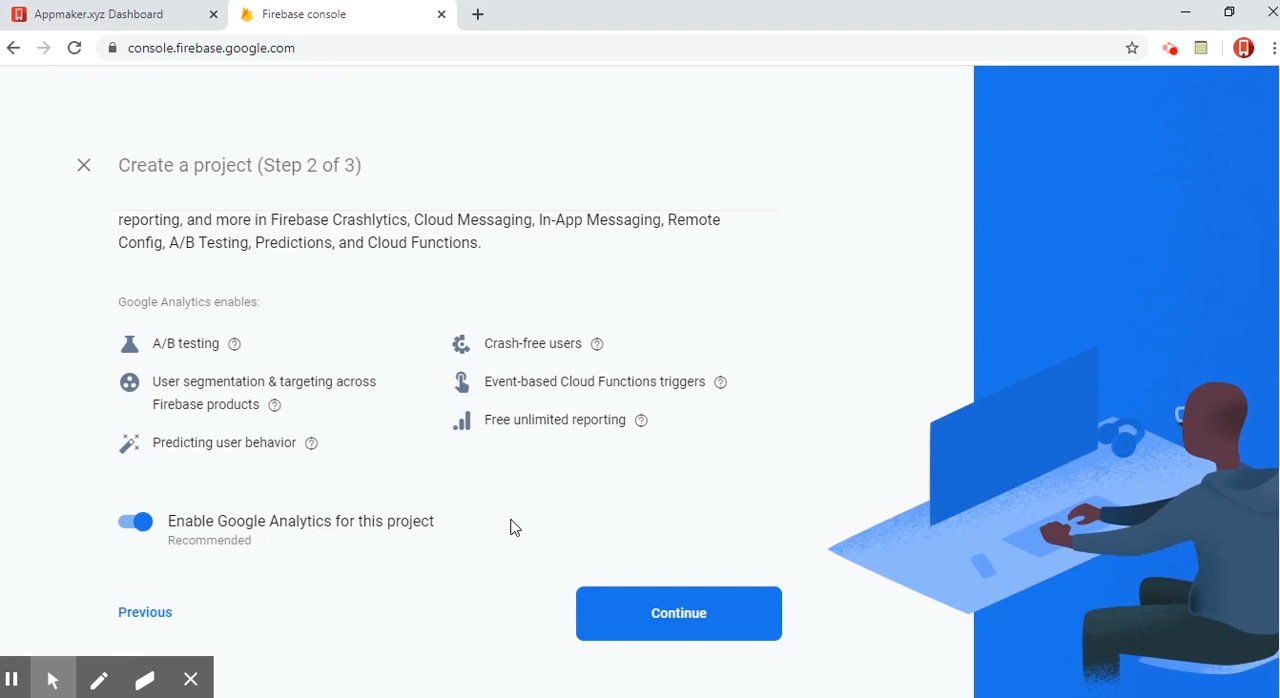 Appmaker.xyz Dashboard
Firebase console
console.firebase.google.com
Create a project (Step 2 of 3)
reporting, and more in Firebase Crashlytics, Cloud Messaging, In-App Messaging, Remote
Config, A/B Testing, Predictions, and Cloud Functions.
Google Analytics enables:
A/B testing
Crash-free users
User segmentation & targeting across
Firebase products
Event-based Cloud Functions triggers
Free unlimited reporting
Predicting user behavior
Enable Google Analytics for this project
Recommended
Previous
Continue